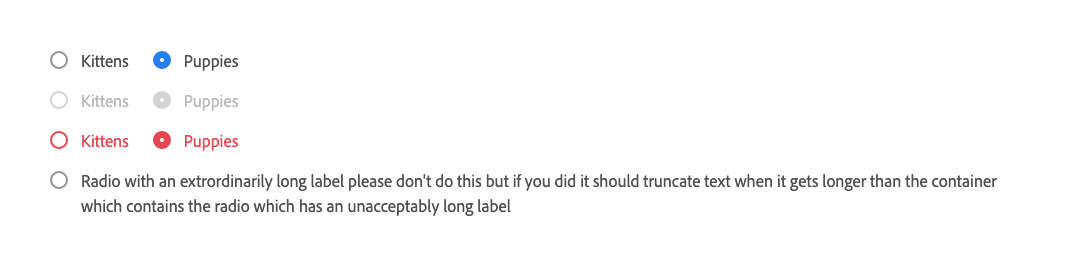 Kittens Puppies
Kittens Puppies
Kittens Puppies
Radio with an extrordinarily long label please don't do this but if you did it should truncate text when it gets longer than the container
which contains the radio which has an unacceptably long label